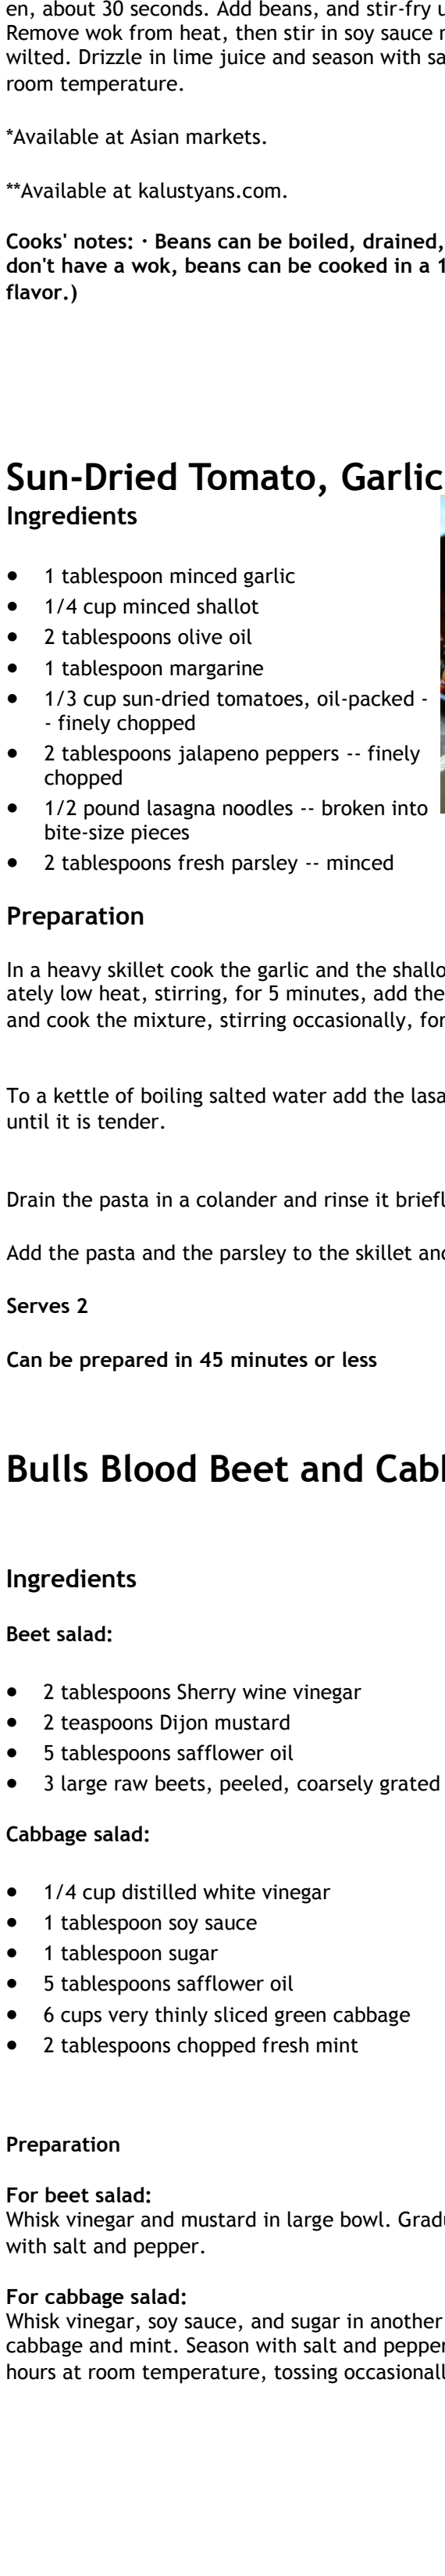 en, about 30 seconds. Add beans, and stir-fry u
Remove wok from heat, then stir in soy sauce
wilted. Drizzle in lime juice and season with sa
room temperature.
*Available at Asian markets.
**Available at kalustyans.com.
Cooks' notes: · Beans can be boiled, drained,
don't have a wok, beans can be cooked in a 1
flavor.)
Sun-Dried Tomato, Garlic
Ingredients
● 1 tablespoon minced garlic
● 1/4 cup minced shallot
● 2 tablespoons olive oil
● 1 tablespoon margarine
● 1/3 cup sun-dried tomatoes, oil-packed -
- finely chopped
● 2 tablespoons jalapeno peppers -- finely
chopped
● 1/2 pound lasagna noodles -- broken into
bite-size pieces
● 2 tablespoons fresh parsley -- minced
Preparation
In a heavy skillet cook the garlic and the shallo
ately low heat, stirring, for 5 minutes, add the
and cook the mixture, stirring occasionally, for
To a kettle of boiling salted water add the lasa
until it is tender.
Drain the pasta in a colander and rinse it briefl
Add the pasta and the parsley to the skillet and
Serves 2
Can be prepared in 45 minutes or less
Bulls Blood Beet and Cabb
Ingredients
Beet salad:
● 2 tablespoons Sherry wine vinegar
● 2 teaspoons Dijon mustard
● 5 tablespoons safflower oil
● 3 large raw beets, peeled, coarsely grated
Cabbage salad:
● 1/4 cup distilled white vinegar
● 1 tablespoon soy sauce
● 1 tablespoon sugar
● 5 tablespoons safflower oil
● 6 cups very thinly sliced green cabbage
● 2 tablespoons chopped fresh mint
Preparation
For beet salad:
Whisk vinegar and mustard in large bowl. Gradu
with salt and pepper.
For cabbage salad:
Whisk vinegar, soy sauce, and sugar in another
cabbage and mint. Season with salt and pepper
hours at room temperature, tossing occasionall